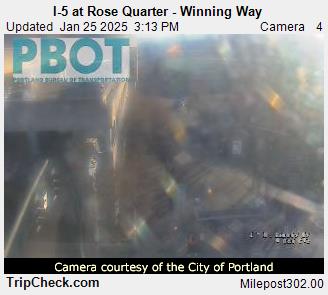 I-5 at Rose Quarter - Winning Way
Updated Jan 25 2025 3:13 PM Camera 4
PBOT
PORTLAND BUREAU OF TRANSPORTATION
Camera courtesy of the City of Portland
TripCheck.com Milepost302.00